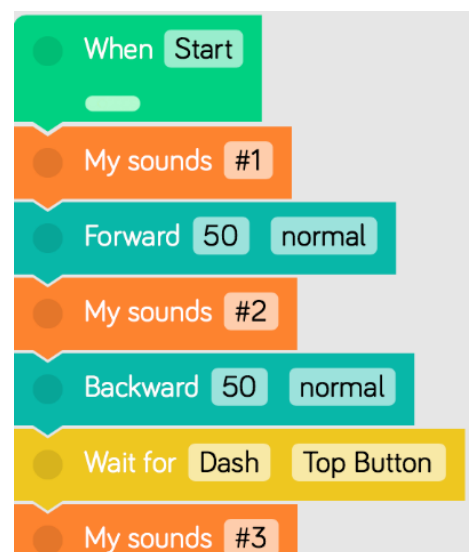 When Start
My sounds #1
Forward 50 normal
My sounds #2
Backward 50 normal
Wait for Dash Top Button
My sounds #3